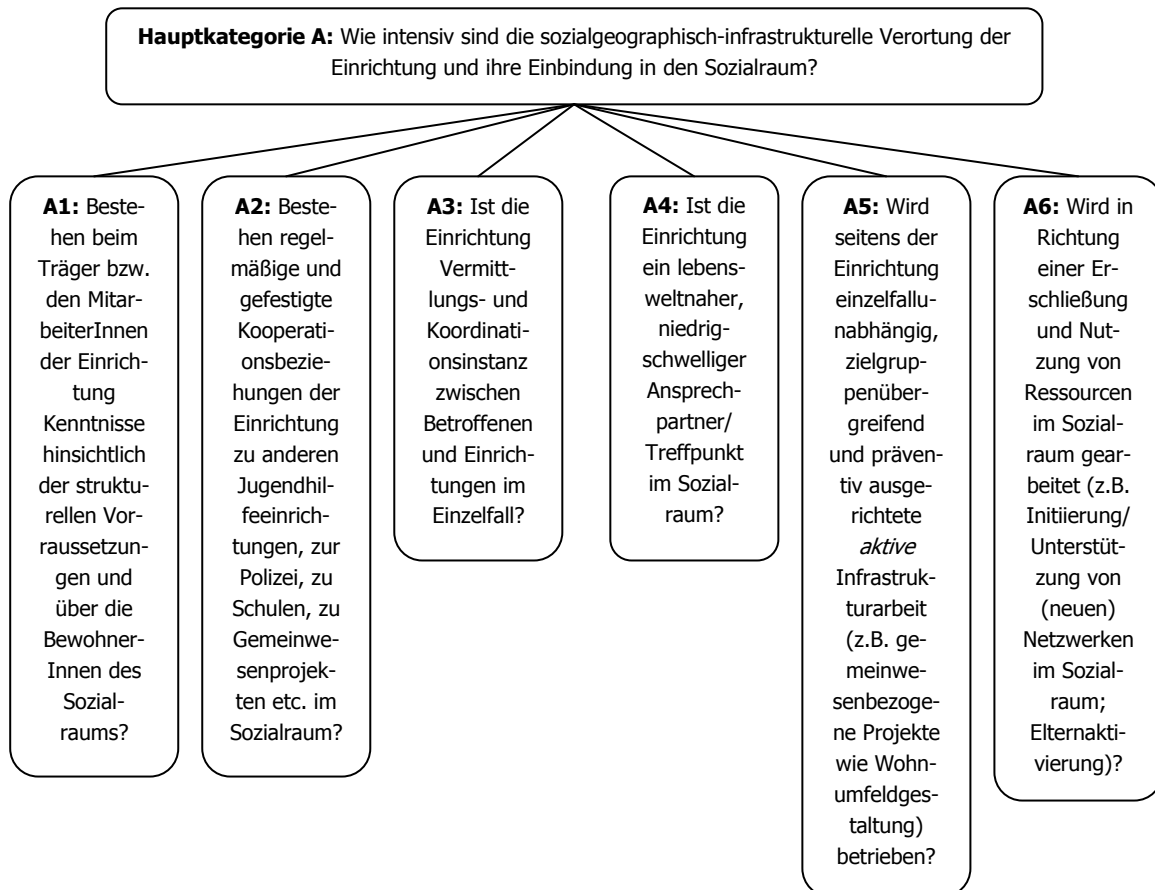 Hauptkategorie A: Wie intensiv sind die sozialgeographisch-infrastrukturelle Verortung der
Einrichtung und ihre Einbindung in den Sozialraum?
A1: Beste-
hen beim
Träger bzw.
den Mitar-
beiterInnen
der Einrich-
tung
Kenntnisse
hinsichtlich
der struktu-
rellen Vor-
raussetzun-
gen und
über die
Bewohner-
Innen des
Sozial-
raums?
A2: Beste-
hen regel-
mäßige und
gefestigte
Kooperati-
onsbezie-
hungen der
Einrichtung
zu anderen
Jugendhil-
feeinrich-
tungen, zur
Polizei, zu
Schulen, zu
Gemeinwe-
senprojek-
ten etc. im
Sozialraum?
A3: Ist die
Einrichtung
Vermitt-
lungs- und
Koordinati-
onsinstanz
zwischen
Betroffenen
und Einrich-
tungen im
Einzelfall?
A4: Ist die
Einrichtung
ein lebens-
weltnaher,
niedrig-
schwelliger
Ansprech-
partner/
Treffpunkt
im Sozial-
raum?
A5: Wird
seitens der
Einrichtung
einzelfallu-
nabhängig,
zielgrup-
penüber-
greifend
und präven-
tiv ausge-
richtete
aktive
Infrastruk-
turarbeit
(z.B. ge-
meinwe-
senbezoge-
ne Projekte
wie Wohn-
umfeldges-
taltung)
betrieben?
A6: Wird in
Richtung
einer Er-
schließung
und Nut-
zung von
Ressourcen
im Sozial-
raum gear-
beitet (z.B.
Initiierung/
Unterstüt-
zung von
(neuen)
Netzwerken
im Sozial-
raum;
Elternakti-
vierung)?